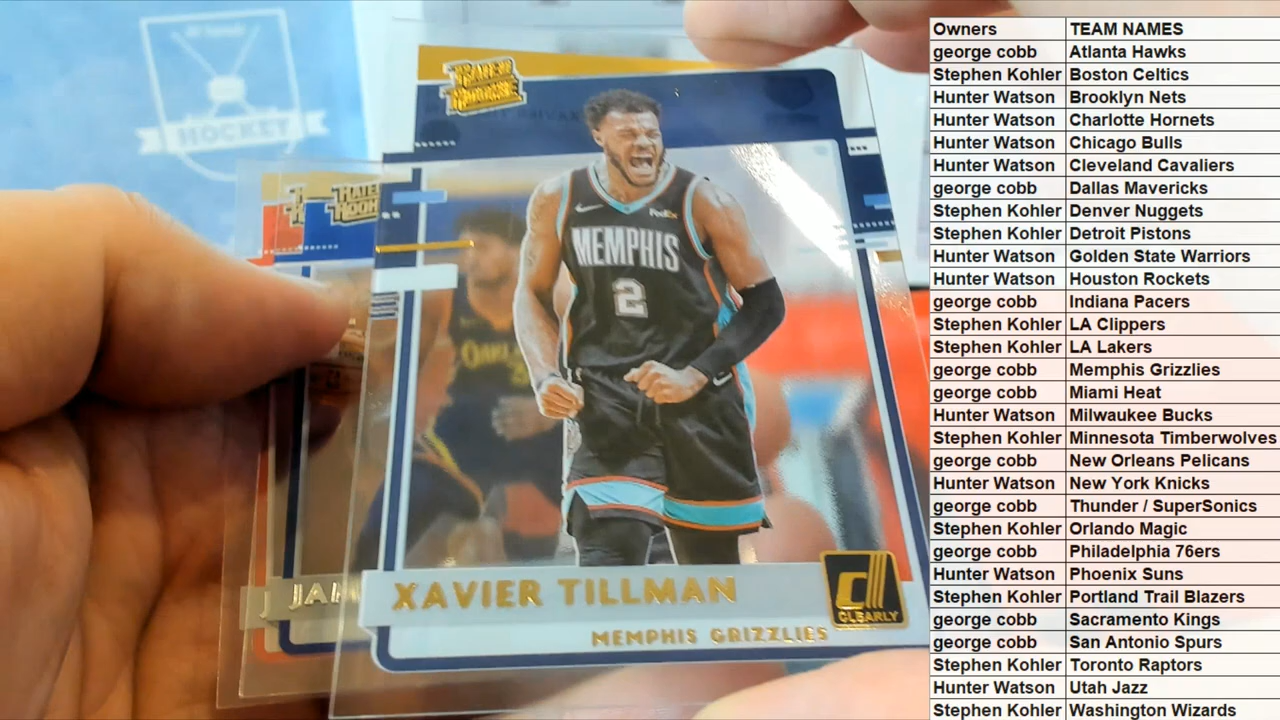 HOCKEY
RATED
ROOKIE
RATED
ROOKIE
FedEx
MEMPHIS
2
JA
XAVIER TILLMAN
CLEARLY
MEMPHIS GRIZZLIES
Owners TEAM NAMES
george cobb Atlanta Hawks
Stephen Kohler Boston Celtics
Hunter Watson Brooklyn Nets
Hunter Watson Charlotte Hornets
Hunter Watson Chicago Bulls
Hunter Watson Cleveland Cavaliers
george cobb Dallas Mavericks
Stephen Kohler Denver Nuggets
Stephen Kohler Detroit Pistons
Hunter Watson Golden State Warriors
Hunter Watson Houston Rockets
george cobb Indiana Pacers
Stephen Kohler LA Clippers
Stephen Kohler LA Lakers
george cobb Memphis Grizzlies
george cobb Miami Heat
Hunter Watson Milwaukee Bucks
Stephen Kohler Minnesota Timberwolves
george cobb New Orleans Pelicans
Hunter Watson New York Knicks
george cobb Thunder / SuperSonics
Stephen Kohler Orlando Magic
george cobb Philadelphia 76ers
Hunter Watson Phoenix Suns
Stephen Kohler Portland Trail Blazers
george cobb Sacramento Kings
george cobb San Antonio Spurs
Stephen Kohler Toronto Raptors
Hunter Watson Utah Jazz
Stephen Kohler Washington Wizards